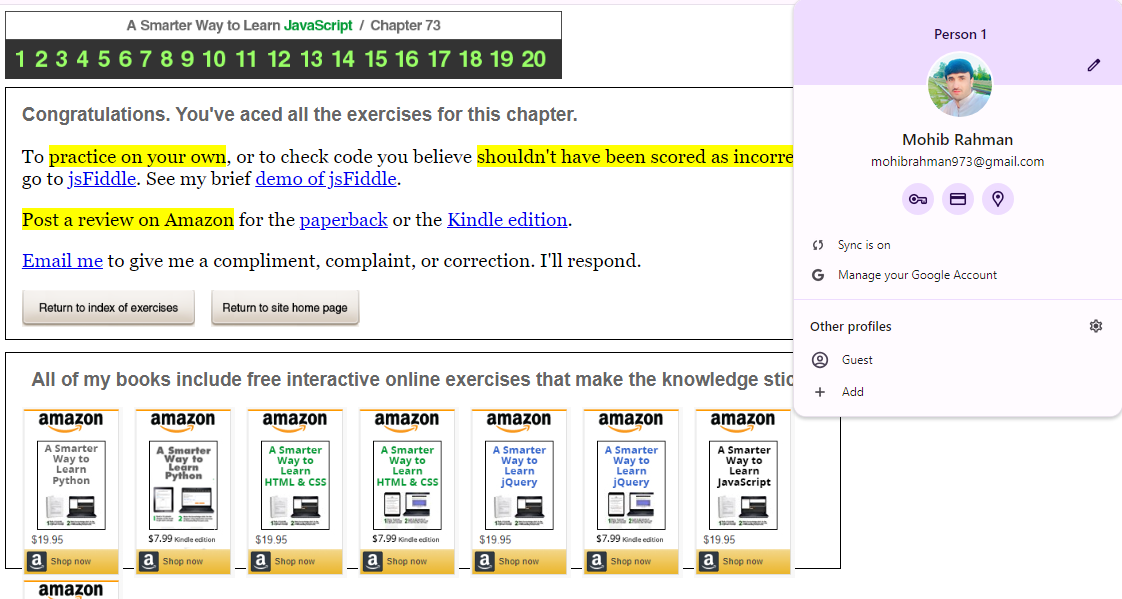 A Smarter Way to Learn JavaScript / Chapter 73
1 2 3 4 5 6 7 8 9 10 11 12 13 14 15 16 17 18 19 20
Congratulations. You've aced all the exercises for this chapter.
To practice on your own, or to check code you believe shouldn't have been scored as incorre
go to jsFiddle. See my brief demo of jsFiddle.
Post a review on Amazon for the paperback or the Kindle edition.
Email me to give me a compliment, complaint, or correction. I'll respond.
Return to index of exercises
Return to site home page
Person 1
Mohib Rahman
mohibrahman973@gmail.com
Sync is on
Manage your Google Account
Other profiles
Guest
Add
All of my books include free interactive online exercises that make the knowledge stic
amazon
A Smarter
Way to
Learn
Python
$19.95
Shop now
amazon
A Smarter
Way to
Learn
Python
$7.99 Kindle edition
Shop now
amazon
A Smarter
Way to
Learn
HTML & CSS
$19.95
Shop now
amazon
A Smarter
Way to
Learn
HTML & CSS
$7.99 Kindle edition
Shop now
amazon
A Smarter
Way to
Learn
jQuery
$19.95
Shop now
amazon
A Smarter
Way to
Learn
jQuery
$7.99 Kindle edition
Shop now
amazon
A Smarter
Way to
Learn
JavaScript
$19.95
Shop now
amazon